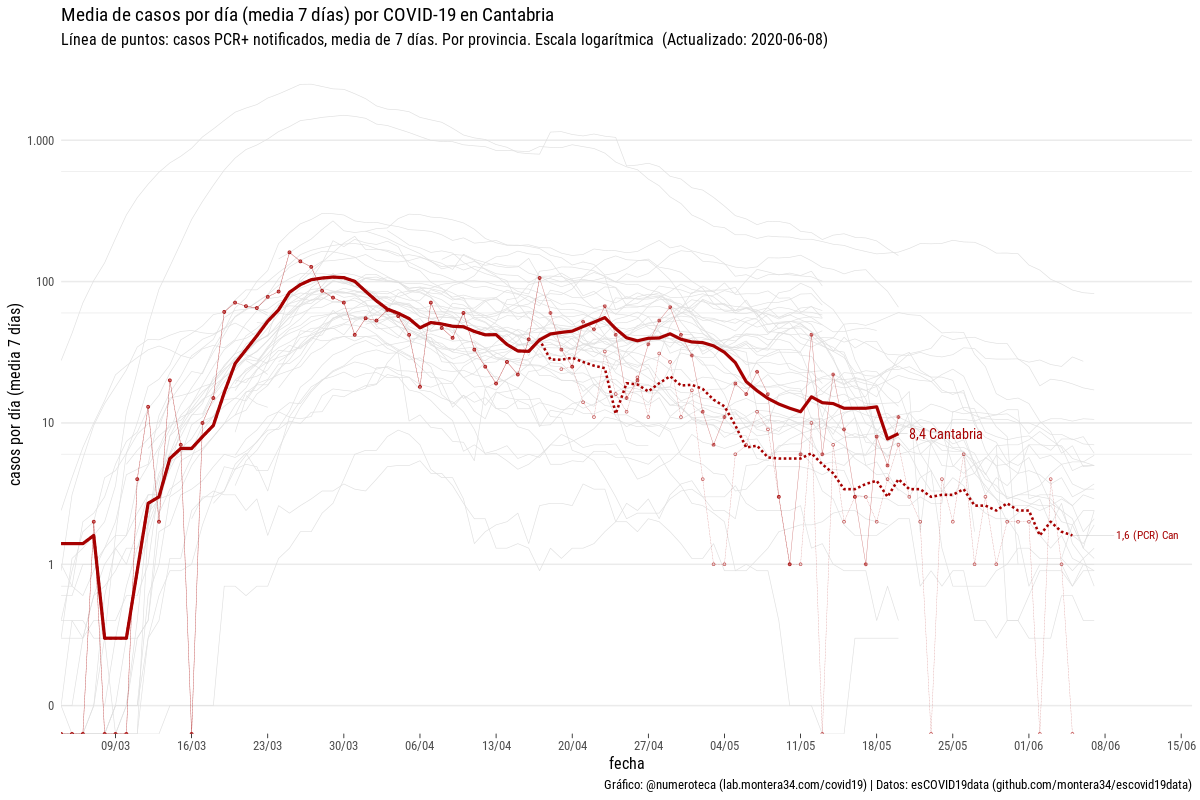 Media de casos por día (media 7 días) por COVID-19 en Cantabria
Línea de puntos: casos PCR+ notificados, media de 7 días. Por provincia. Escala logarítmica (Actualizado: 2020-06-08)
casos por día (media 7 días)
1.000
100
10
1
0
8,4 Cantabria
1,6 (PCR) Can
09/03 16/03 23/03 30/03 06/04 13/04 20/04 27/04 04/05 11/05 18/05 25/05 01/06 08/06 15/06
fecha
Gráfico: @numeroteca (lab.montera34.com/covid19) | Datos: esCOVID19data (github.com/montera34/escovid19data)